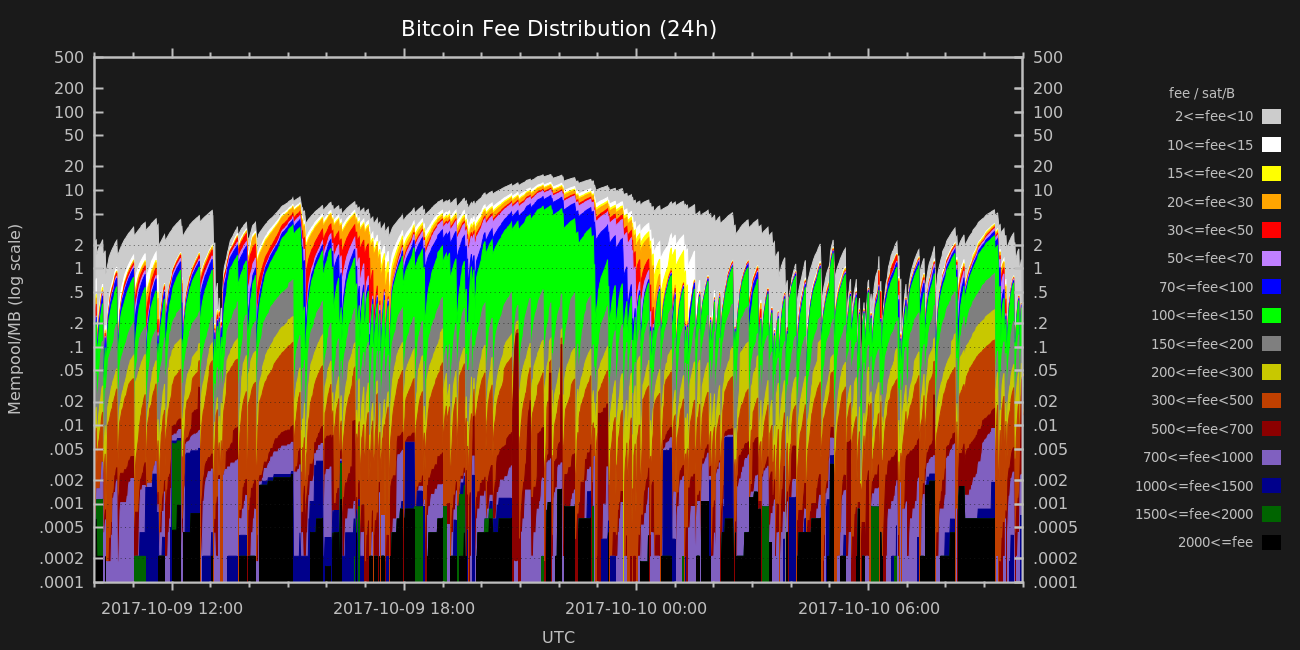 Bitcoin Fee Distribution (24h)
Mempool/MB (log scale)
500
200
100
50
20
10
5
2
1
.5
.2
.1
.05
.02
.01
.005
.002
.001
.0005
.0002
.0001
500
200
100
50
20
10
5
2
1
.5
.2
.1
.05
.02
.01
.005
.002
.001
.0005
.0002
.0001
2017-10-09 12:00
2017-10-09 18:00
2017-10-10 00:00
2017-10-10 06:00
UTC
fee / sat/B
2<=fee<10
10<=fee<15
15<=fee<20
20<=fee<30
30<=fee<50
50<=fee<70
70<=fee<100
100<=fee<150
150<=fee<200
200<=fee<300
300<=fee<500
500<=fee<700
700<=fee<1000
1000<=fee<1500
1500<=fee<2000
2000<=fee